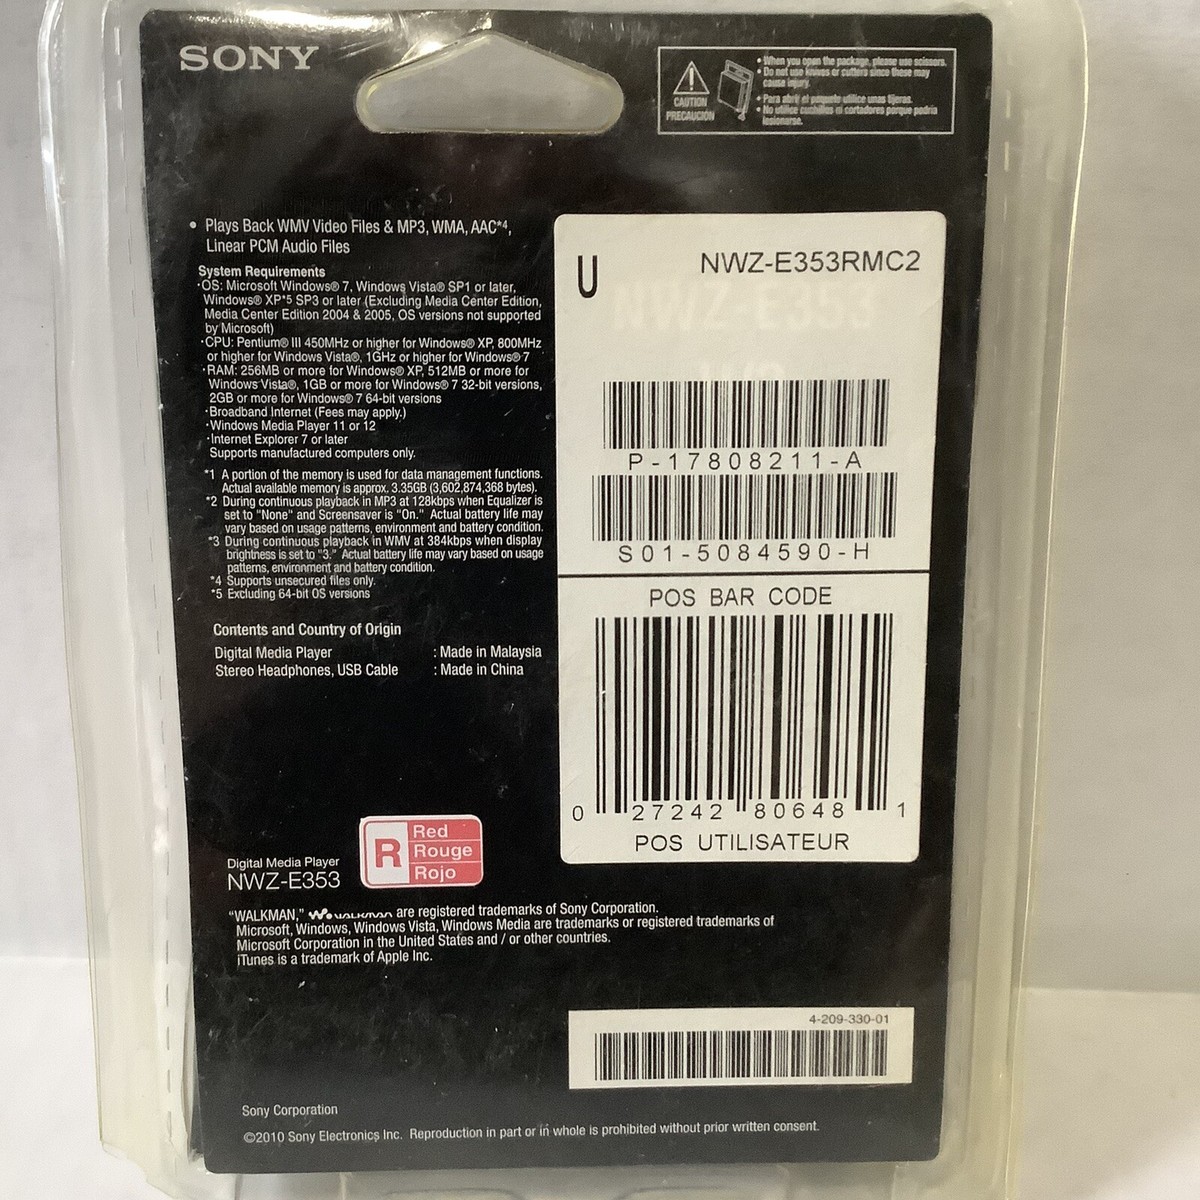 SONY
CAUTION
PRECAUCIÓN
• When you open the package, please use scissors.
• Do not use knives or cutters since these may
cause injury.
• Para abrir el paquete utilice unas tijeras.
• No utilice cuchillas ni cortadores porque podría
lesionarse.
• Plays Back WMV Video Files & MP3, WMA, AAC*4,
Linear PCM Audio Files
System Requirements
·OS: Microsoft Windows® 7, Windows Vista® SP1 or later,
Windows® XP*5 SP3 or later (Excluding Media Center Edition,
Media Center Edition 2004 & 2005, OS versions not supported
by Microsoft)
·CPU: Pentium® III 450MHz or higher for Windows® XP, 800MHz
or higher for Windows Vista®, 1GHz or higher for Windows® 7
·RAM: 256MB or more for Windows® XP, 512MB or more for
Windows Vista®, 1GB or more for Windows® 7 32-bit versions,
2GB or more for Windows® 7 64-bit versions
·Broadband Internet (Fees may apply.)
·Windows Media Player 11 or 12
·Internet Explorer 7 or later
Supports manufactured computers only.
*1 A portion of the memory is used for data management functions.
Actual available memory is approx. 3.35GB (3,602,874,368 bytes).
*2 During continuous playback in MP3 at 128kbps when Equalizer is
set to "None" and Screensaver is "On." Actual battery life may
vary based on usage patterns, environment and battery condition.
*3 During continuous playback in WMV at 384kbps when display
brightness is set to "3." Actual battery life may vary based on usage
patterns, environment and battery condition.
*4 Supports unsecured files only.
*5 Excluding 64-bit OS versions
Contents and Country of Origin
Digital Media Player : Made in Malaysia
Stereo Headphones, USB Cable : Made in China
U
NWZ-E353RMC2
NWZ-E353
P-17808211-A
S01-5084590-H
POS BAR CODE
0 27242 80648 1
POS UTILISATEUR
Digital Media Player
NWZ-E353
R
Red
Rouge
Rojo
"WALKMAN," WALKMAN are registered trademarks of Sony Corporation.
Microsoft, Windows, Windows Vista, Windows Media are trademarks or registered trademarks of
Microsoft Corporation in the United States and / or other countries.
iTunes is a trademark of Apple Inc.
4-209-330-01
Sony Corporation
©2010 Sony Electronics Inc. Reproduction in part or in whole is prohibited without prior written consent.